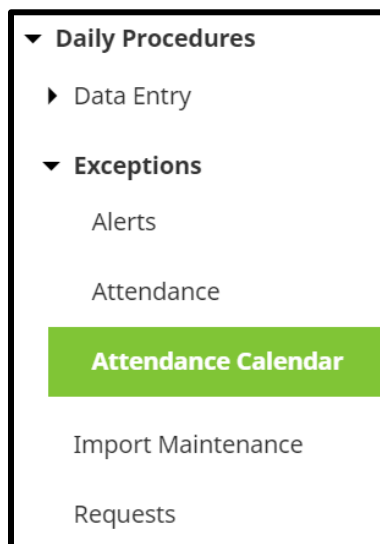 Daily Procedures
Data Entry
Exceptions
Alerts
Attendance
Attendance Calendar
Import Maintenance
Requests